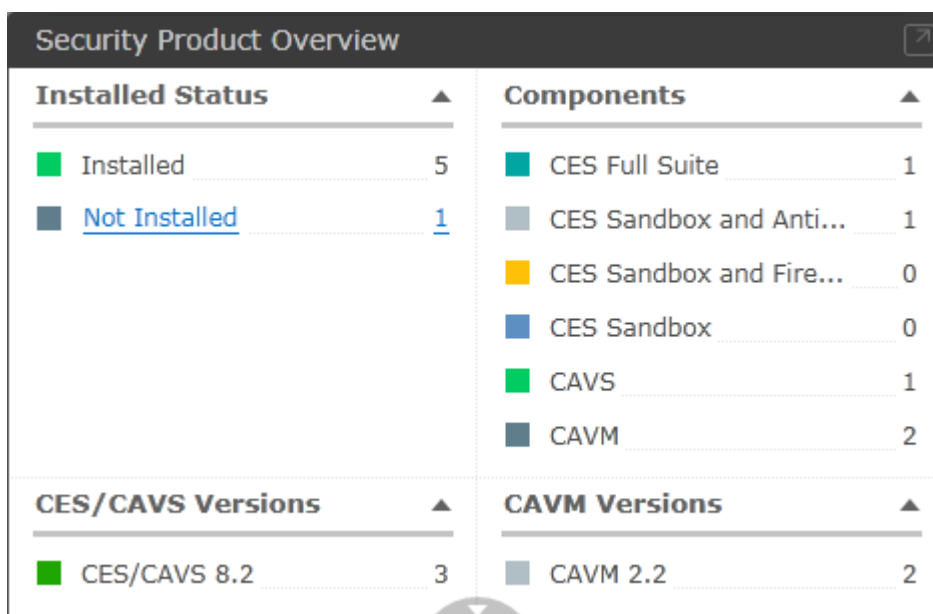 Security Product Overview
Installed Status
Installed 5
Not Installed 1
Components
CES Full Suite 1
CES Sandbox and Anti... 1
CES Sandbox and Fire... 0
CES Sandbox 0
CAVS 1
CAVM 2
CES/CAVS Versions
CES/CAVS 8.2 3
CAVM Versions
CAVM 2.2 2